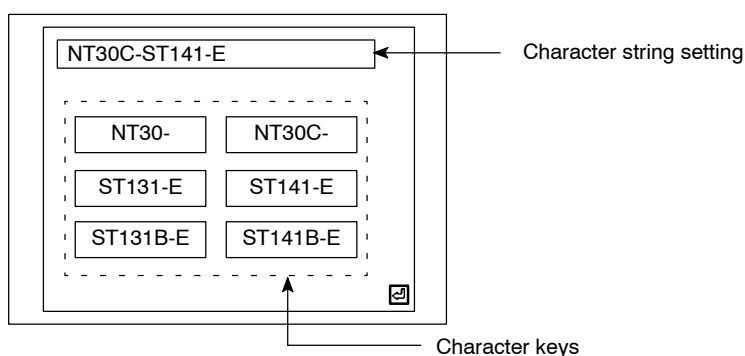 NT30C-ST141-E
Character string setting
NT30- NT30C-
ST131-E ST141-E
ST131B-E ST141B-E
Character keys